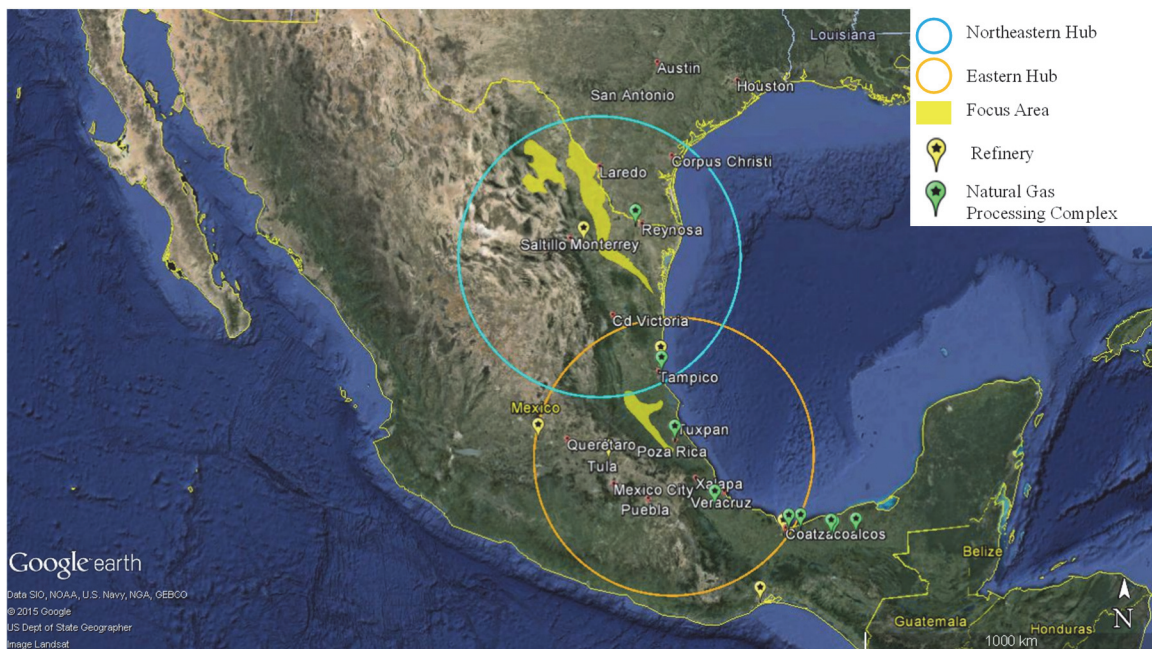 Northeastern Hub
Eastern Hub
Focus Area
Refinery
Natural Gas
Processing Complex
Louisiana
Austin
Houston
San Antonio
Corpus Christi
Laredo
Reynosa
Saltillo Monterrey
Cd Victoria
Tampico
Mexico
Tuxpan
Querétaro
Poza Rica
Tula
Xalapa
Mexico City
Veracruz
Puebla
Coatzacoalcos
Belize
Guatemala
Honduras
N
1000 km
Google earth
Data SIO, NOAA, U.S. Navy, NGA, GEBCO
© 2015 Google
US Dept of State Geographer
Image Landsat